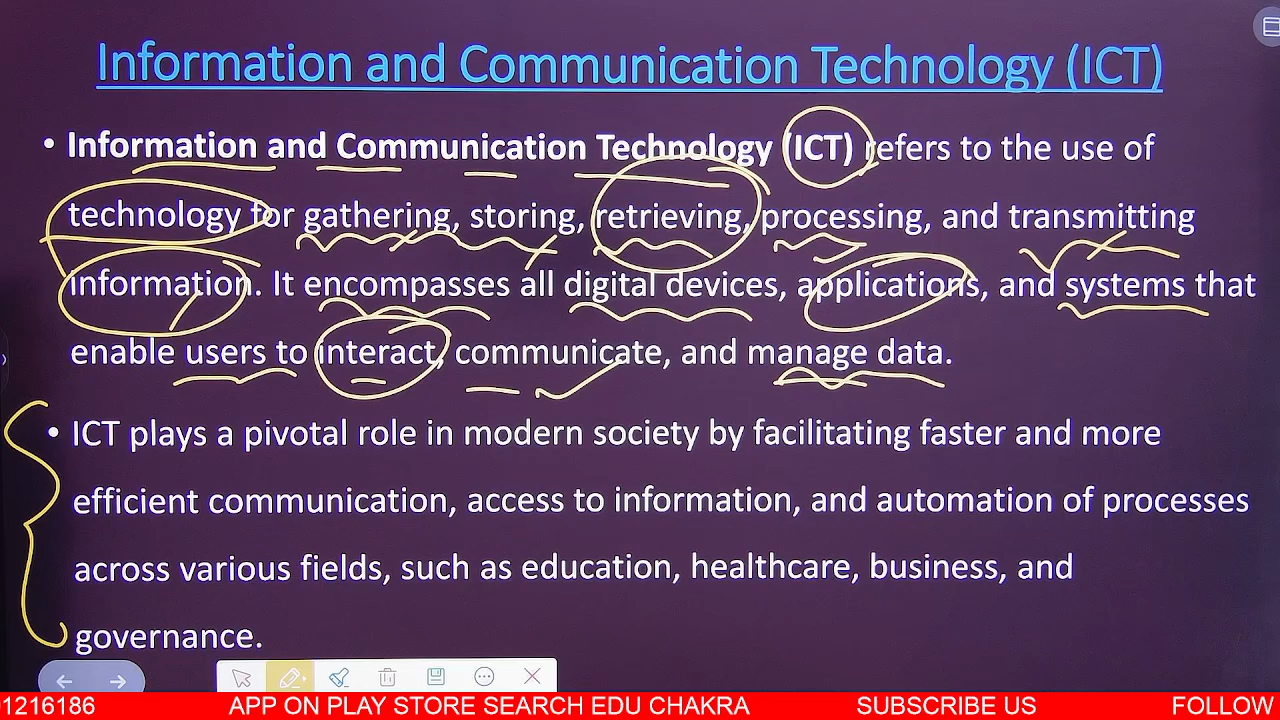 Information and Communication Technology (ICT)
• Information and Communication Technology (ICT) refers to the use of
technology for gathering, storing, retrieving, processing, and transmitting
information. It encompasses all digital devices, applications, and systems that
enable users to interact, communicate, and manage data.
• ICT plays a pivotal role in modern society by facilitating faster and more
efficient communication, access to information, and automation of processes
across various fields, such as education, healthcare, business, and
governance.
01216186 APP ON PLAY STORE SEARCH EDU CHAKRA SUBSCRIBE US FOLLOW